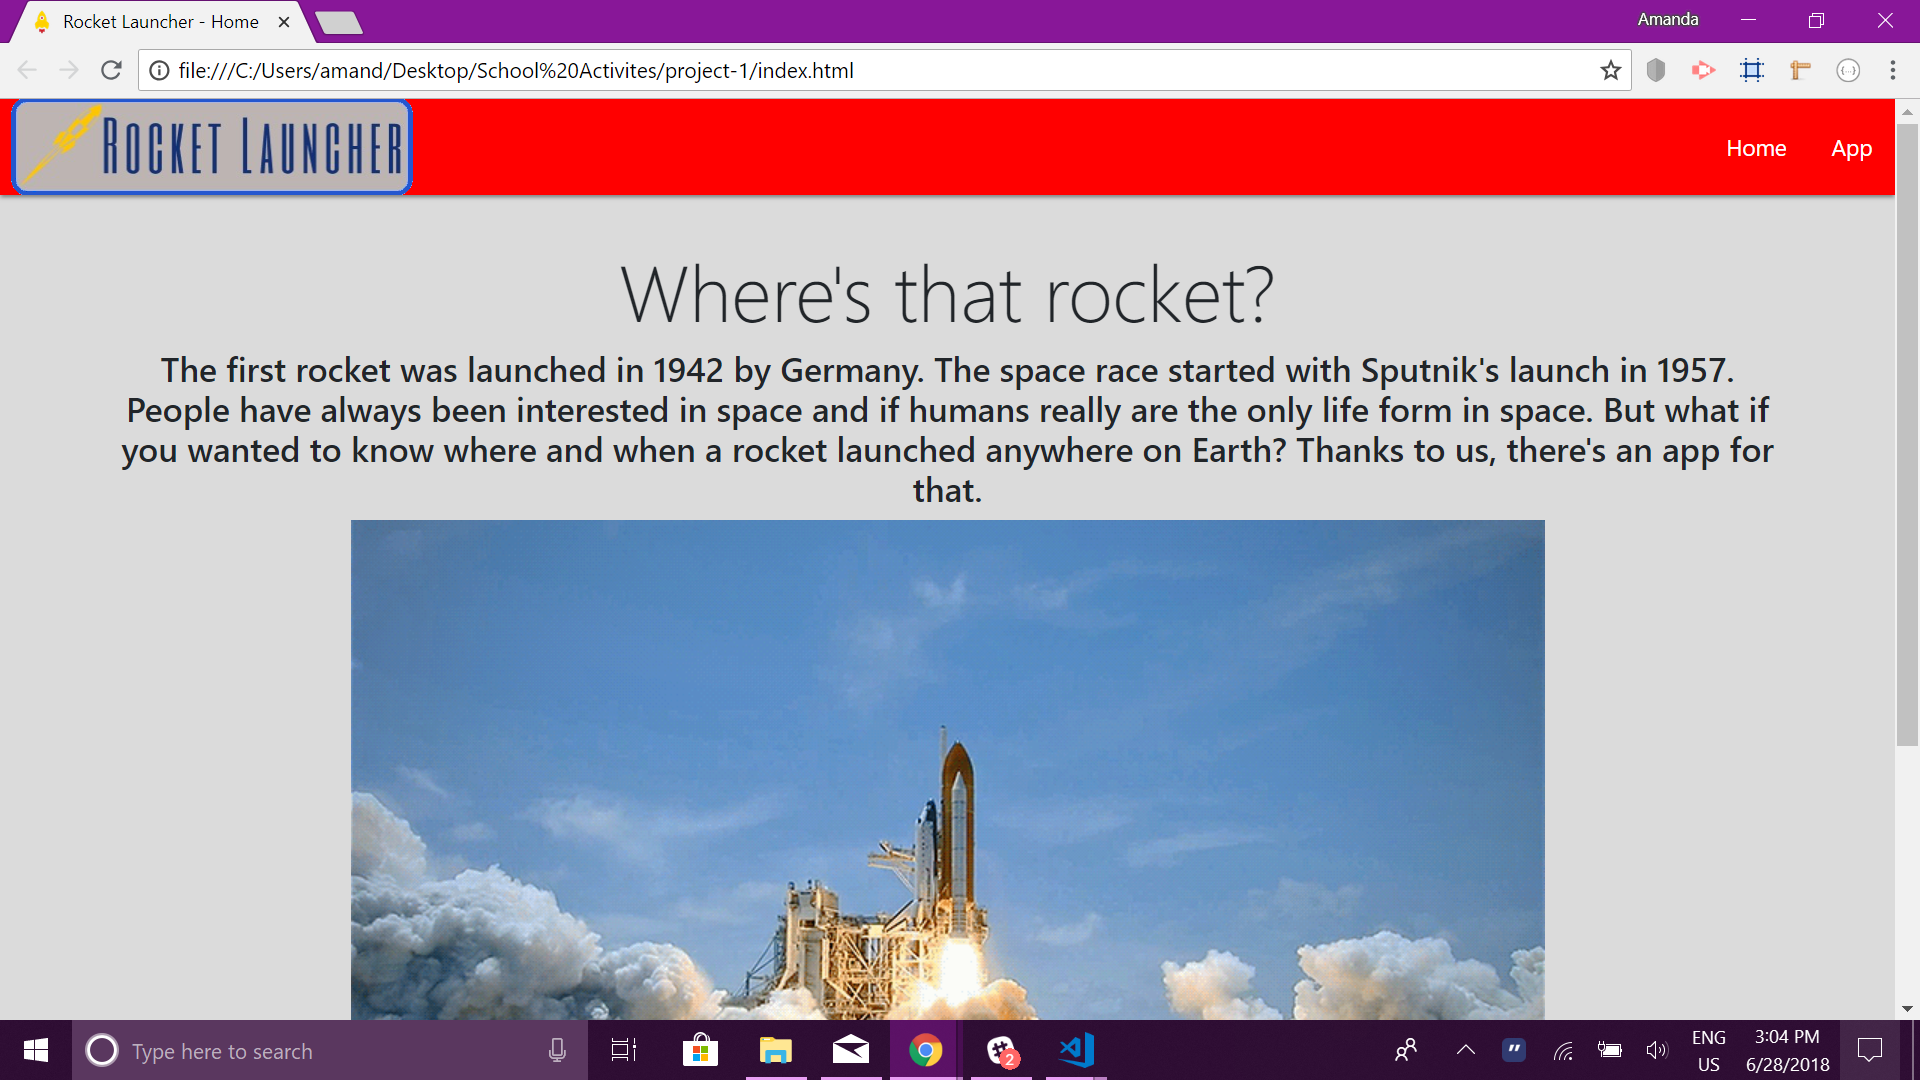 Rocket Launcher - Home
Amanda
file:///C:/Users/amand/Desktop/School%20Activites/project-1/index.html
ROCKET LAUNCHER
Home App
Where's that rocket?
The first rocket was launched in 1942 by Germany. The space race started with Sputnik's launch in 1957.
People have always been interested in space and if humans really are the only life form in space. But what if
you wanted to know where and when a rocket launched anywhere on Earth? Thanks to us, there's an app for
that.
Type here to search
2
ENG
US
3:04 PM
6/28/2018